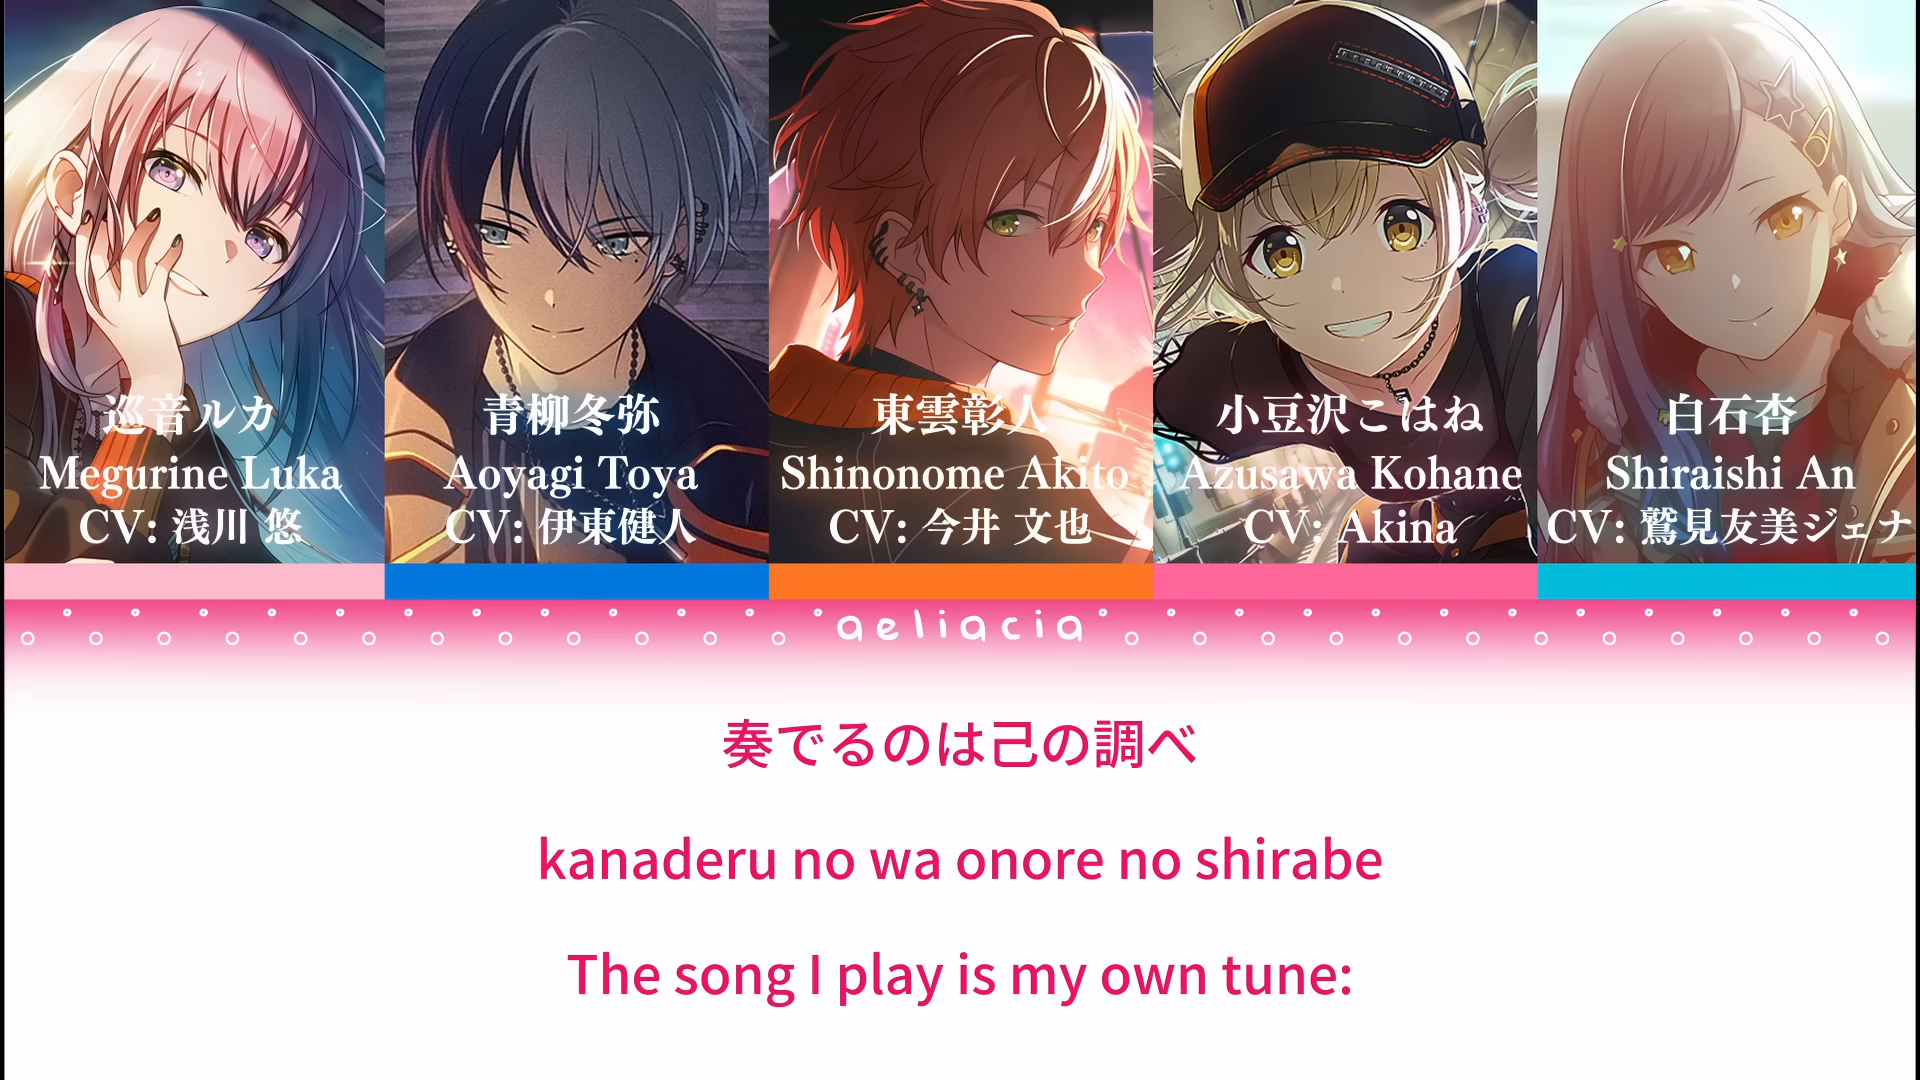 巡音ルカ
Megurine Luka
CV: 浅川 悠
青柳冬弥
Aoyagi Toya
CV: 伊東健人
東雲彰人
Shinonome Akito
CV: 今井 文也
小豆沢こはね
Azusawa Kohane
CV: Akina
白石杏
Shiraishi An
CV: 鷲見友美ジェナ
aeliacia
奏でるのは己の調べ
kanaderu no wa onore no shirabe
The song I play is my own tune: